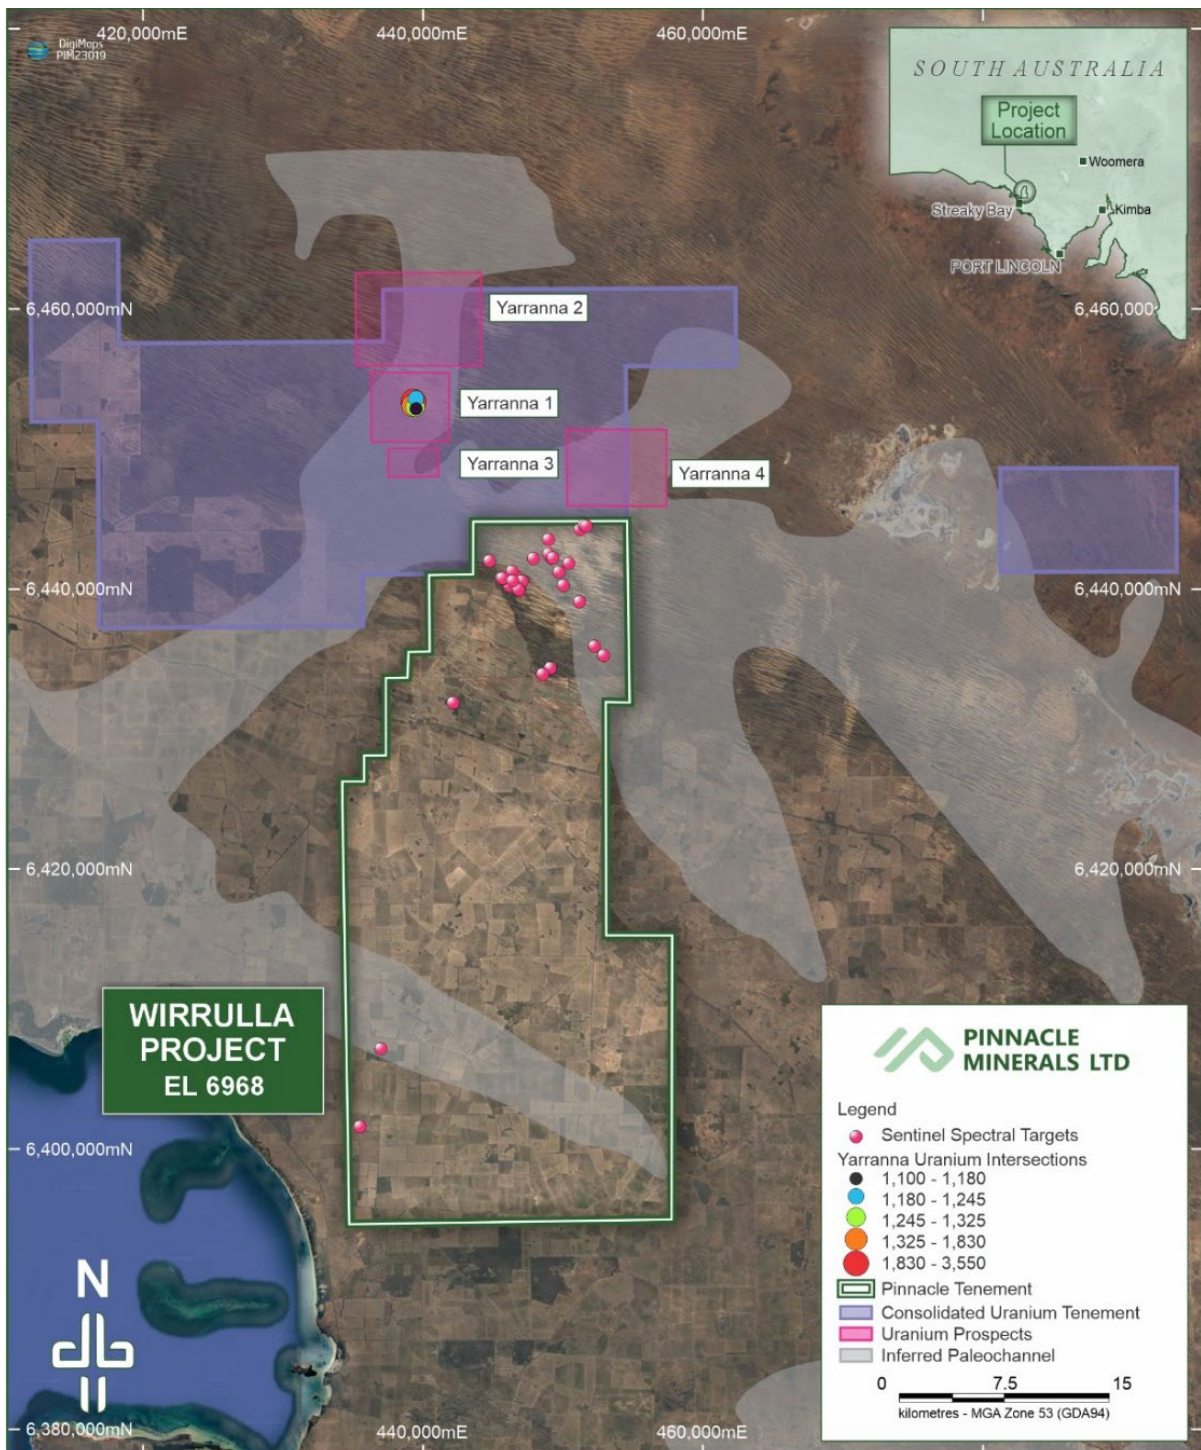 420,000mE
440,000mE
460,000mE
DigiMaps
PIM23019
SOUTH AUSTRALIA
Project
Location
Woomera
Streaky Bay
Kimba
PORT LINCOLN
6,460,000mN
Yarranna 2
6,460,000
Yarranna 1
Yarranna 3
Yarranna 4
6,440,000mN
6,440,000mN
6,420,000mN
6,420,000mN
WIRRULLA
PROJECT
EL 6968
PINNACLE
MINERALS LTD
Legend
Sentinel Spectral Targets
Yarranna Uranium Intersections
1,100 - 1,180
1,180 - 1,245
1,245 - 1,325
1,325 - 1,830
1,830 - 3,550
Pinnacle Tenement
Consolidated Uranium Tenement
Uranium Prospects
Inferred Paleochannel
0 7.5 15
kilometres - MGA Zone 53 (GDA94)
6,400,000mN
N
6,380,000mN
440,000mE
460,000mE